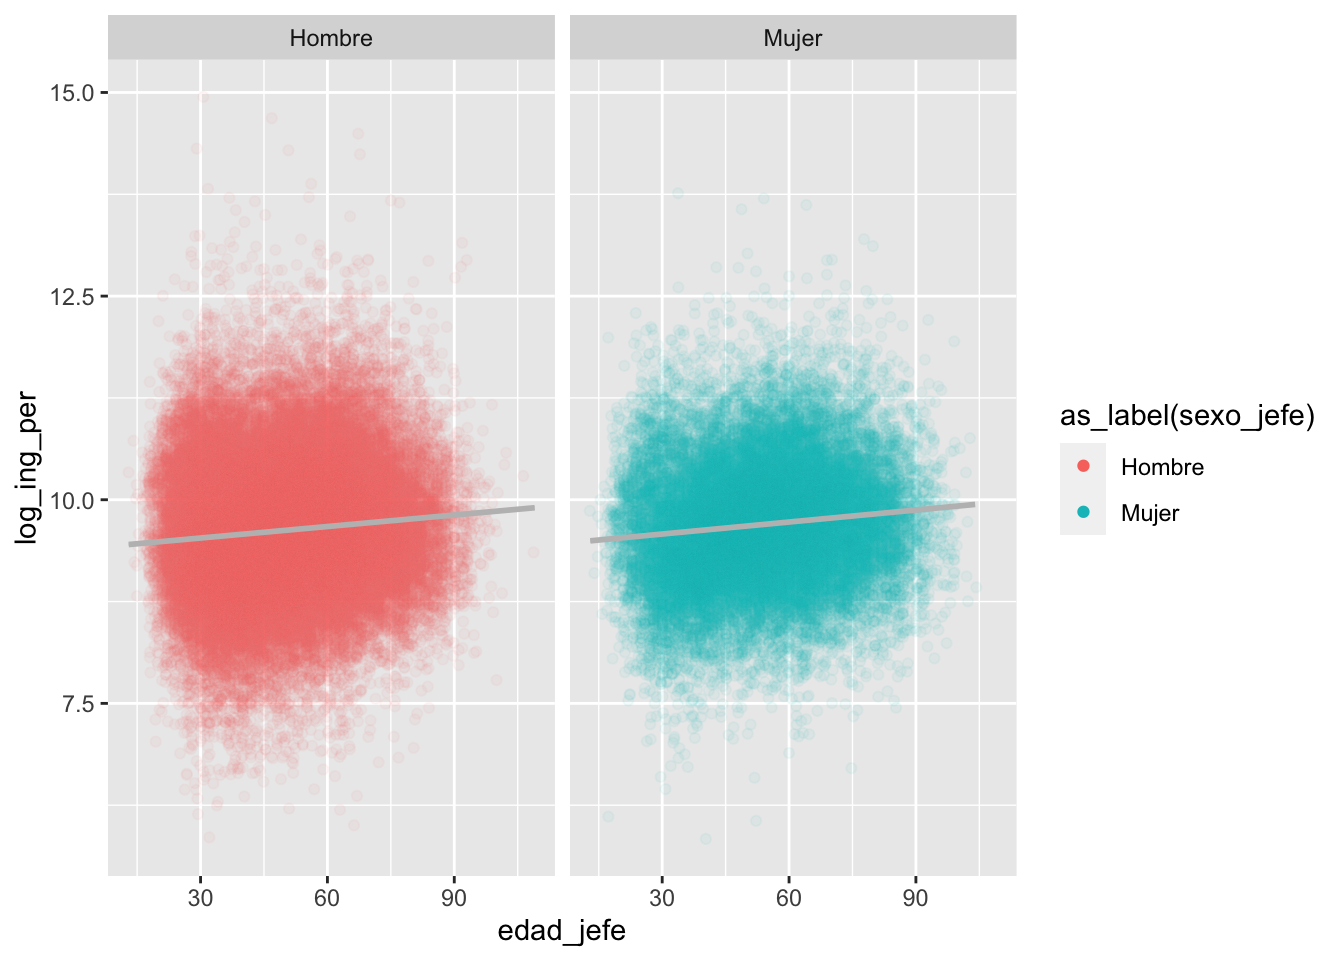 Hombre
Mujer
15.0
12.5
10.0
7.5
log_ing_per
30
60
90
30
60
90
edad_jefe
as_label(sexo_jefe)
Hombre
Mujer